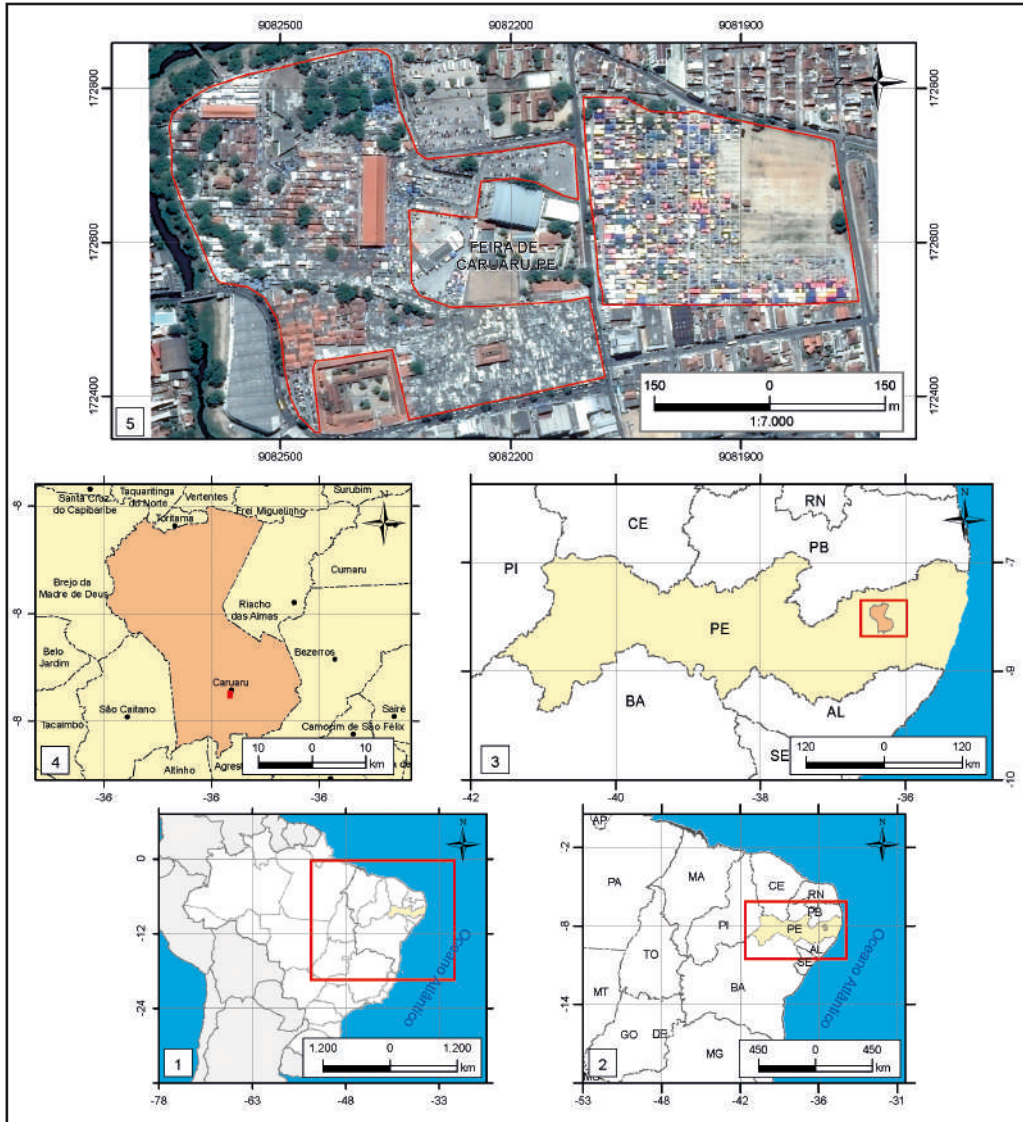 9082500 9082200 9081900
172800 172800
172600 172600
172400 172400
FEIRA DE
CARUARU,PE
150 0 150
m
1:7.000
5
9082500 9082200 9081900
Santa Cruz
do Capibaribe
Taquaritinga
do Norte
Vertentes
Surubim
Toritama
Frei Miguelinho
N
Cumaru
Brejo da
Madre de Deus
Riacho
das Almas
Belo
Jardim
Bezerros
Caruaru
São Caitano
Sairé
Tacaimbo
Camocim de São Félix
Altinho
Agrest
10 0 10
km
4
-8
-8
-8
-36 -36 -36
CE
RN
N
PB
PI
PE
BA
AL
SE
120 0 120
km
3
-7
-9
-10
-42 -40 -38 -36
N
0
-12
-24
Oceano Atlântico
1.200 0 1.200
km
1
-78 -63 -48 -33
AP
N
PA
MA
CE
RN
PB
PI
PE
AL
SE
TO
BA
MT
GO
DF
MG
Oceano Atlântico
450 0 450
km
2
-2
-8
-14
-53 -48 -42 -36 -31